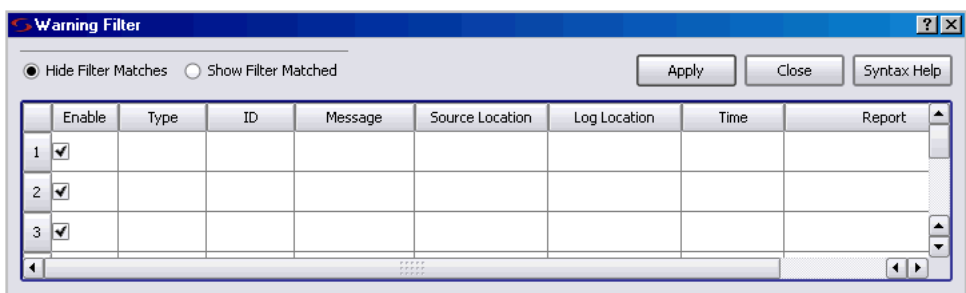 Warning Filter
Hide Filter Matches Show Filter Matched Apply Close Syntax Help
Enable Type ID Message Source Location Log Location Time Report
1
2
3